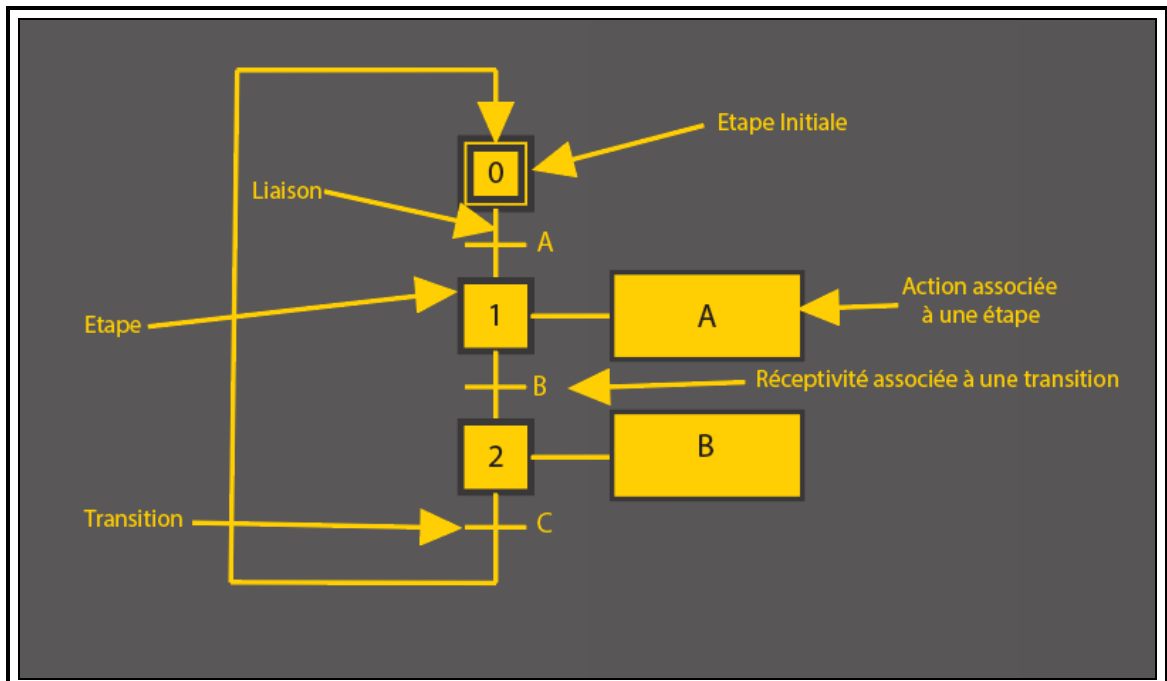 Etape Initiale
0
Liaison
A
Action associée
à une étape
1
A
Etape
B
Réceptivité associée à une transition
2
B
Transition
C